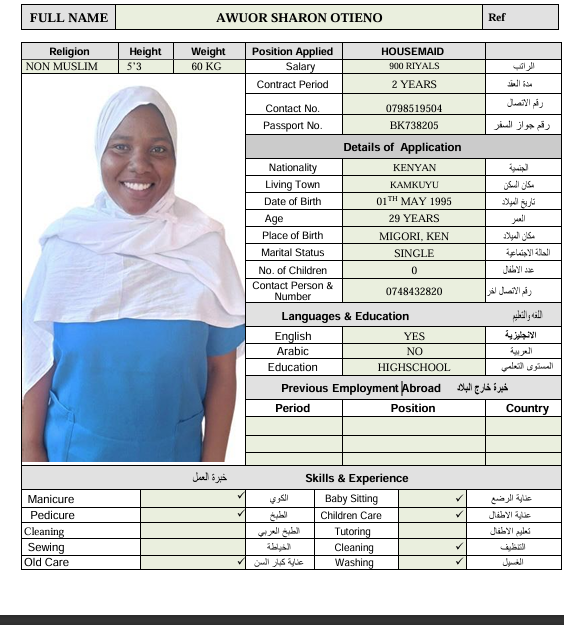 FULL NAME AWUOR SHARON OTIENO Ref
Religion Height Weight Position Applied HOUSEMAID
NON MUSLIM 5'3 60 KG Salary 900 RIYALS الراتب
Contract Period 2 YEARS مدة العقد
Contact No. 0798519504 رقم الاتصال
Passport No. BK738205 رقم جواز السفر
Details of Application
Nationality KENYAN الجنسية
Living Town KAMKUYU مكان السكن
Date of Birth 01TH MAY 1995 تاريخ الميلاد
Age 29 YEARS العمر
Place of Birth MIGORI, KEN مكان الميلاد
Marital Status SINGLE الحالة الاجتماعية
No. of Children 0 عدد الاطفال
Contact Person & Number 0748432820 رقم الاتصال اخر
Languages & Education اللغه والتعليم
English YES الانجليزية
Arabic NO العربية
Education HIGHSCHOOL المستوى التعلمي
Previous Employment Abroad خبرة خارج البلاد
Period Position Country
خبرة العمل Skills & Experience
Manicure ✓ الكوي Baby Sitting ✓ عناية الرضع
Pedicure ✓ الطبخ Children Care ✓ عناية الاطفال
Cleaning الطبخ العربي Tutoring تعليم الاطفال
Sewing الخياطة Cleaning ✓ التنظيف
Old Care ✓ عناية كبار السن Washing ✓ الغسيل